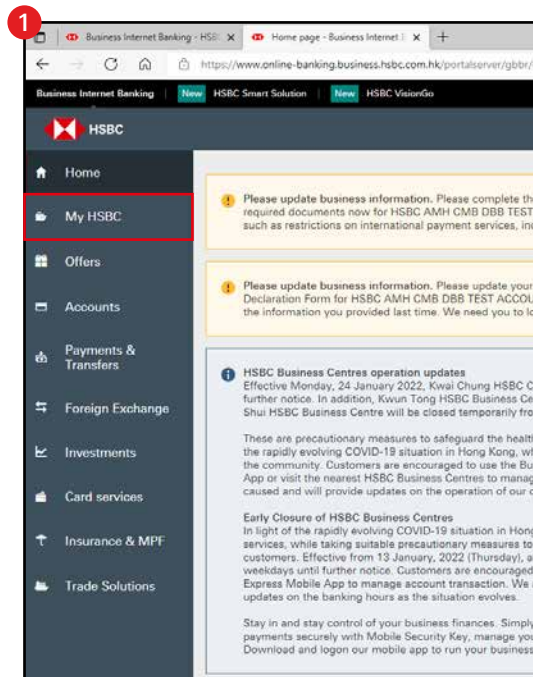 1
Business Internet Banking - HSB
Home page - Business Internet
https://www.online-banking.business.hsbc.com.hk/portalserver/gbbr/
Business Internet Banking
New HSBC Smart Solution
New HSBC VisionGo
HSBC
Home
My HSBC
Offers
Accounts
Payments &
Transfers
Foreign Exchange
Investments
Card services
Insurance & MPF
Trade Solutions
Please update business information. Please complete th
required documents now for HSBC AMH CMB DBB TEST
such as restrictions on international payment services, inc
Please update business information. Please update your
Declaration Form for HSBC AMH CMB DBB TEST ACCOU
the information you provided last time. We need you to lo
HSBC Business Centres operation updates
Effective Monday, 24 January 2022, Kwai Chung HSBC C
further notice. In addition, Kwun Tong HSBC Business Ce
Shui HSBC Business Centre will be closed temporarily fro
These are precautionary measures to safeguard the healt
the rapidly evolving COVID-19 situation in Hong Kong, wh
the community. Customers are encouraged to use the Bu
App or visit the nearest HSBC Business Centres to manag
caused and will provide updates on the operation of our c
Early Closure of HSBC Business Centres
In light of the rapidly evolving COVID-19 situation in Hong
services, while taking suitable precautionary measures to
customers. Effective from 13 January, 2022 (Thursday), a
weekdays until further notice. Customers are encouraged
Express Mobile App to manage account transaction. We
updates on the banking hours as the situation evolves.
Stay in and stay control of your business finances. Simply
payments securely with Mobile Security Key, manage you
Download and logon our mobile app to run your business